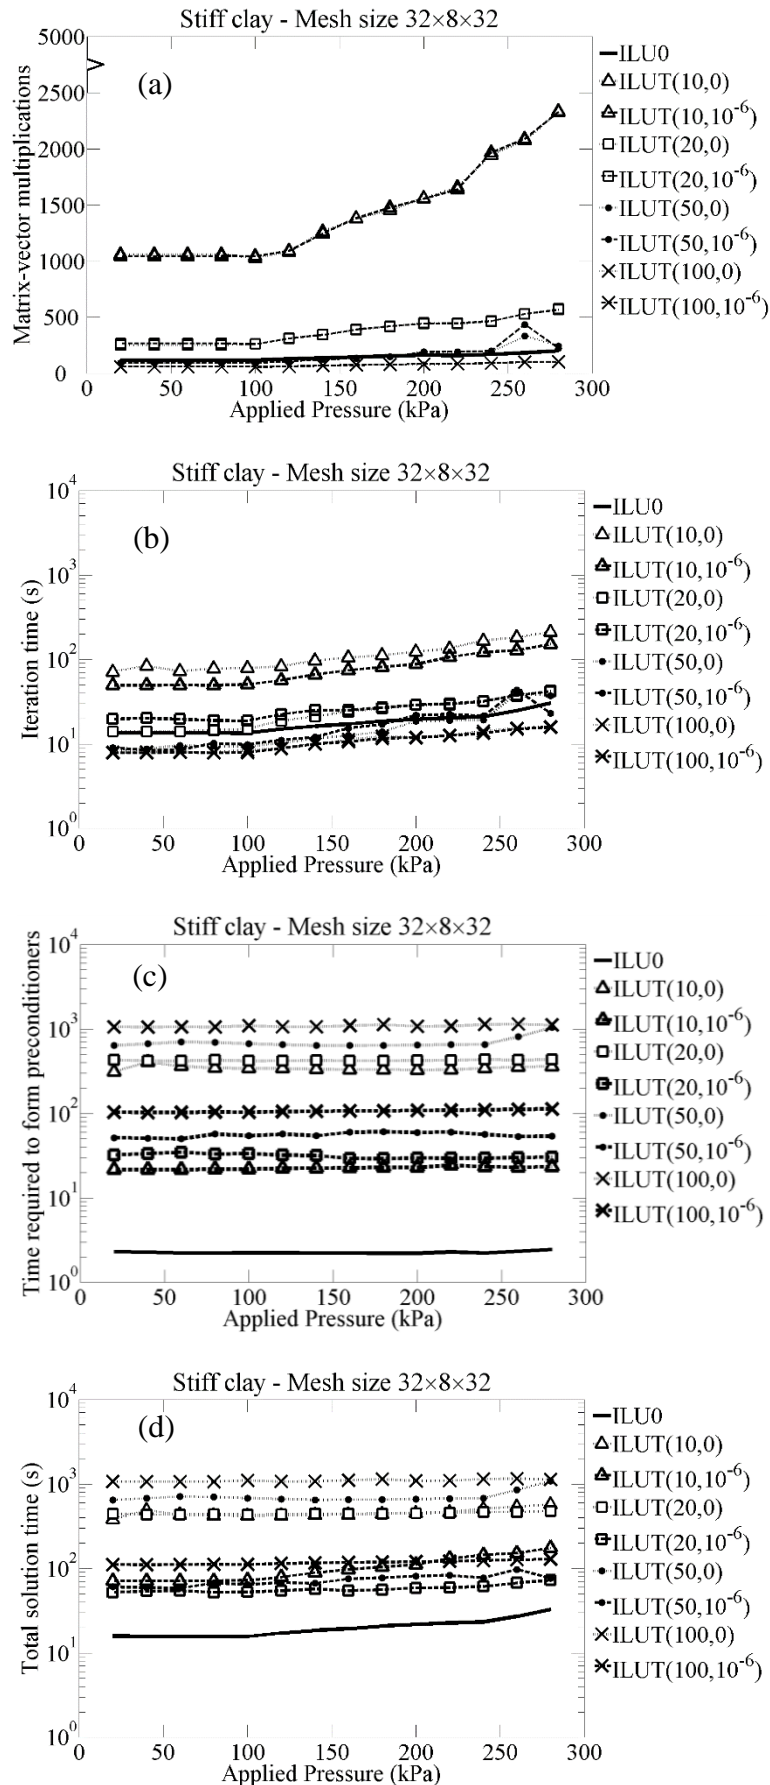 Stiff clay - Mesh size 32×8×32
(a)
Matrix-vector multiplications
5000
2500
2000
1500
1000
500
0
0 50 100 150 200 250 300
Applied Pressure (kPa)
ILU0
ILUT(10,0)
ILUT(10,10⁻⁶)
ILUT(20,0)
ILUT(20,10⁻⁶)
ILUT(50,0)
ILUT(50,10⁻⁶)
ILUT(100,0)
ILUT(100,10⁻⁶)
Stiff clay - Mesh size 32×8×32
(b)
Iteration time (s)
10⁴
10³
10²
10¹
10⁰
0 50 100 150 200 250 300
Applied Pressure (kPa)
ILU0
ILUT(10,0)
ILUT(10,10⁻⁶)
ILUT(20,0)
ILUT(20,10⁻⁶)
ILUT(50,0)
ILUT(50,10⁻⁶)
ILUT(100,0)
ILUT(100,10⁻⁶)
Stiff clay - Mesh size 32×8×32
(c)
Time required to form preconditioners
10⁴
10³
10²
10¹
10⁰
0 50 100 150 200 250 300
Applied Pressure (kPa)
ILU0
ILUT(10,0)
ILUT(10,10⁻⁶)
ILUT(20,0)
ILUT(20,10⁻⁶)
ILUT(50,0)
ILUT(50,10⁻⁶)
ILUT(100,0)
ILUT(100,10⁻⁶)
Stiff clay - Mesh size 32×8×32
(d)
Total solution time (s)
10⁴
10³
10²
10¹
10⁰
0 50 100 150 200 250 300
Applied Pressure (kPa)
ILU0
ILUT(10,0)
ILUT(10,10⁻⁶)
ILUT(20,0)
ILUT(20,10⁻⁶)
ILUT(50,0)
ILUT(50,10⁻⁶)
ILUT(100,0)
ILUT(100,10⁻⁶)